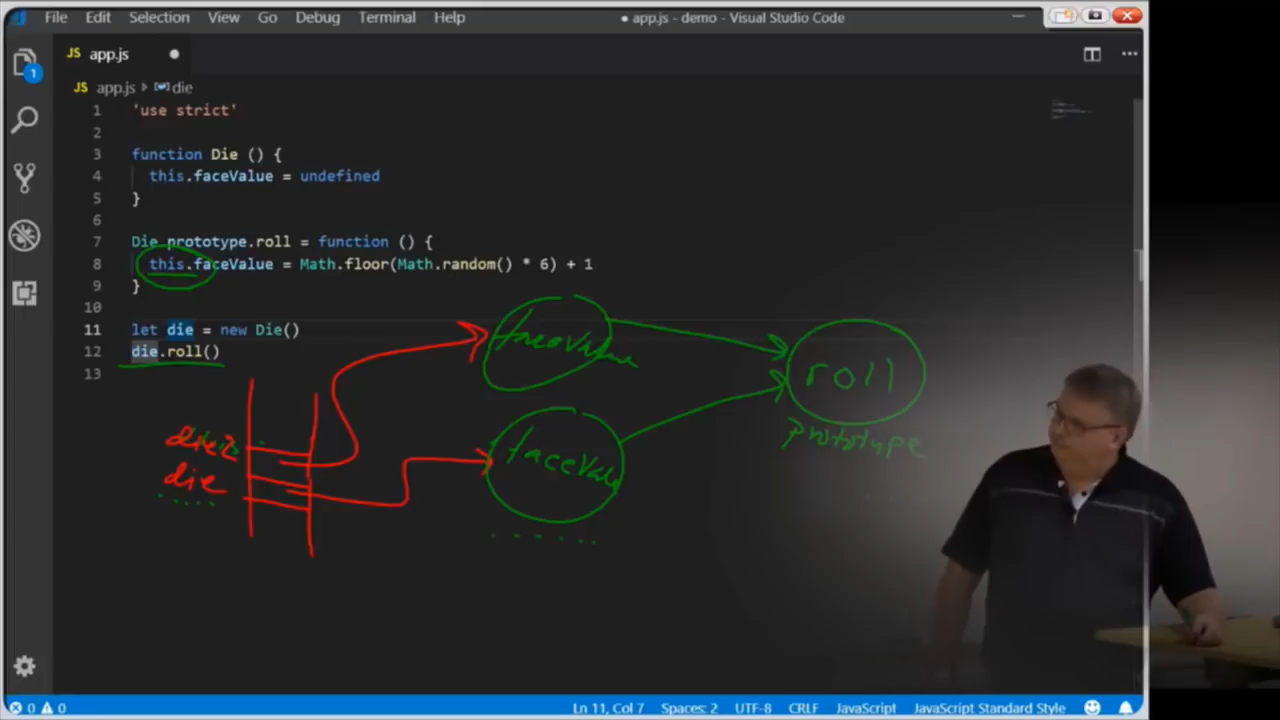 File Edit Selection View Go Debug Terminal Help ● app.js - demo - Visual Studio Code
JS app.js ●
JS app.js die
1 'use strict'
2
3 function Die () {
4 this.faceValue = undefined
5 }
6
7 Die prototype.roll = function () {
8 this.faceValue = Math.floor(Math.random() * 6) + 1
9 }
10
11 let die = new Die()
12 die.roll()
13
1
faceValue
roll
prototype
die2
die
faceValu
0 0 Ln 11, Col 7 Spaces: 2 UTF-8 CRLF JavaScript JavaScript Standard Style